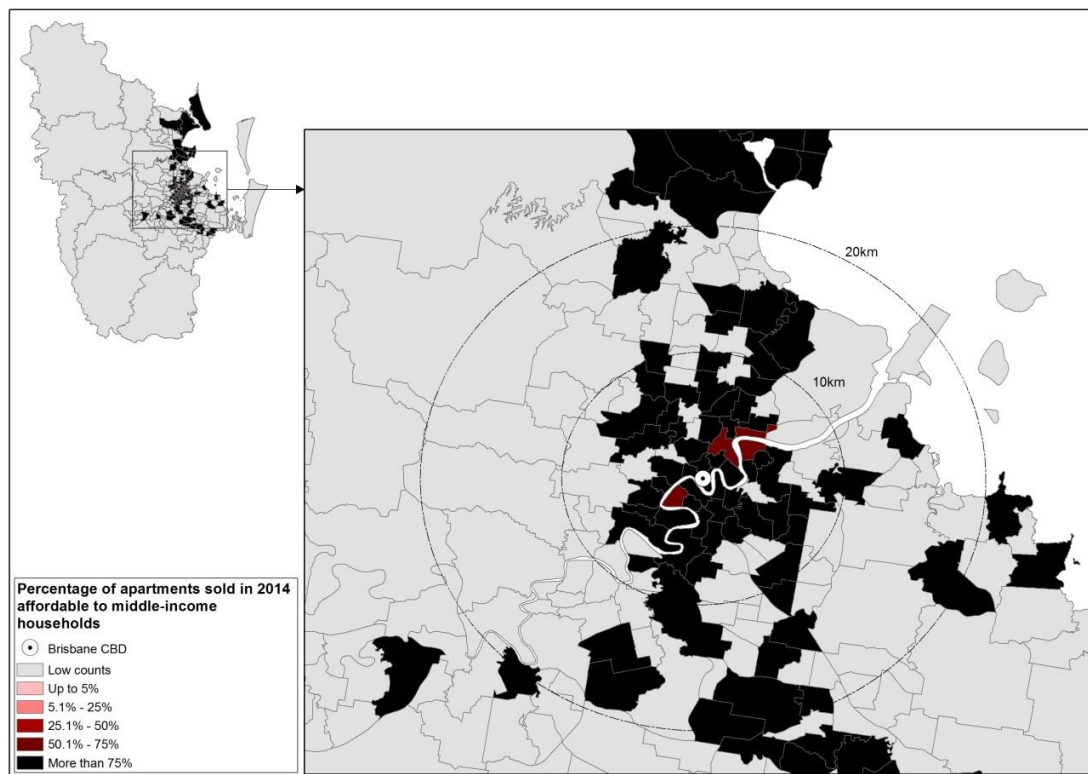 20km
10km
Percentage of apartments sold in 2014
affordable to middle-income
households
Brisbane CBD
Low counts
Up to 5%
5.1% - 25%
25.1% - 50%
50.1% - 75%
More than 75%